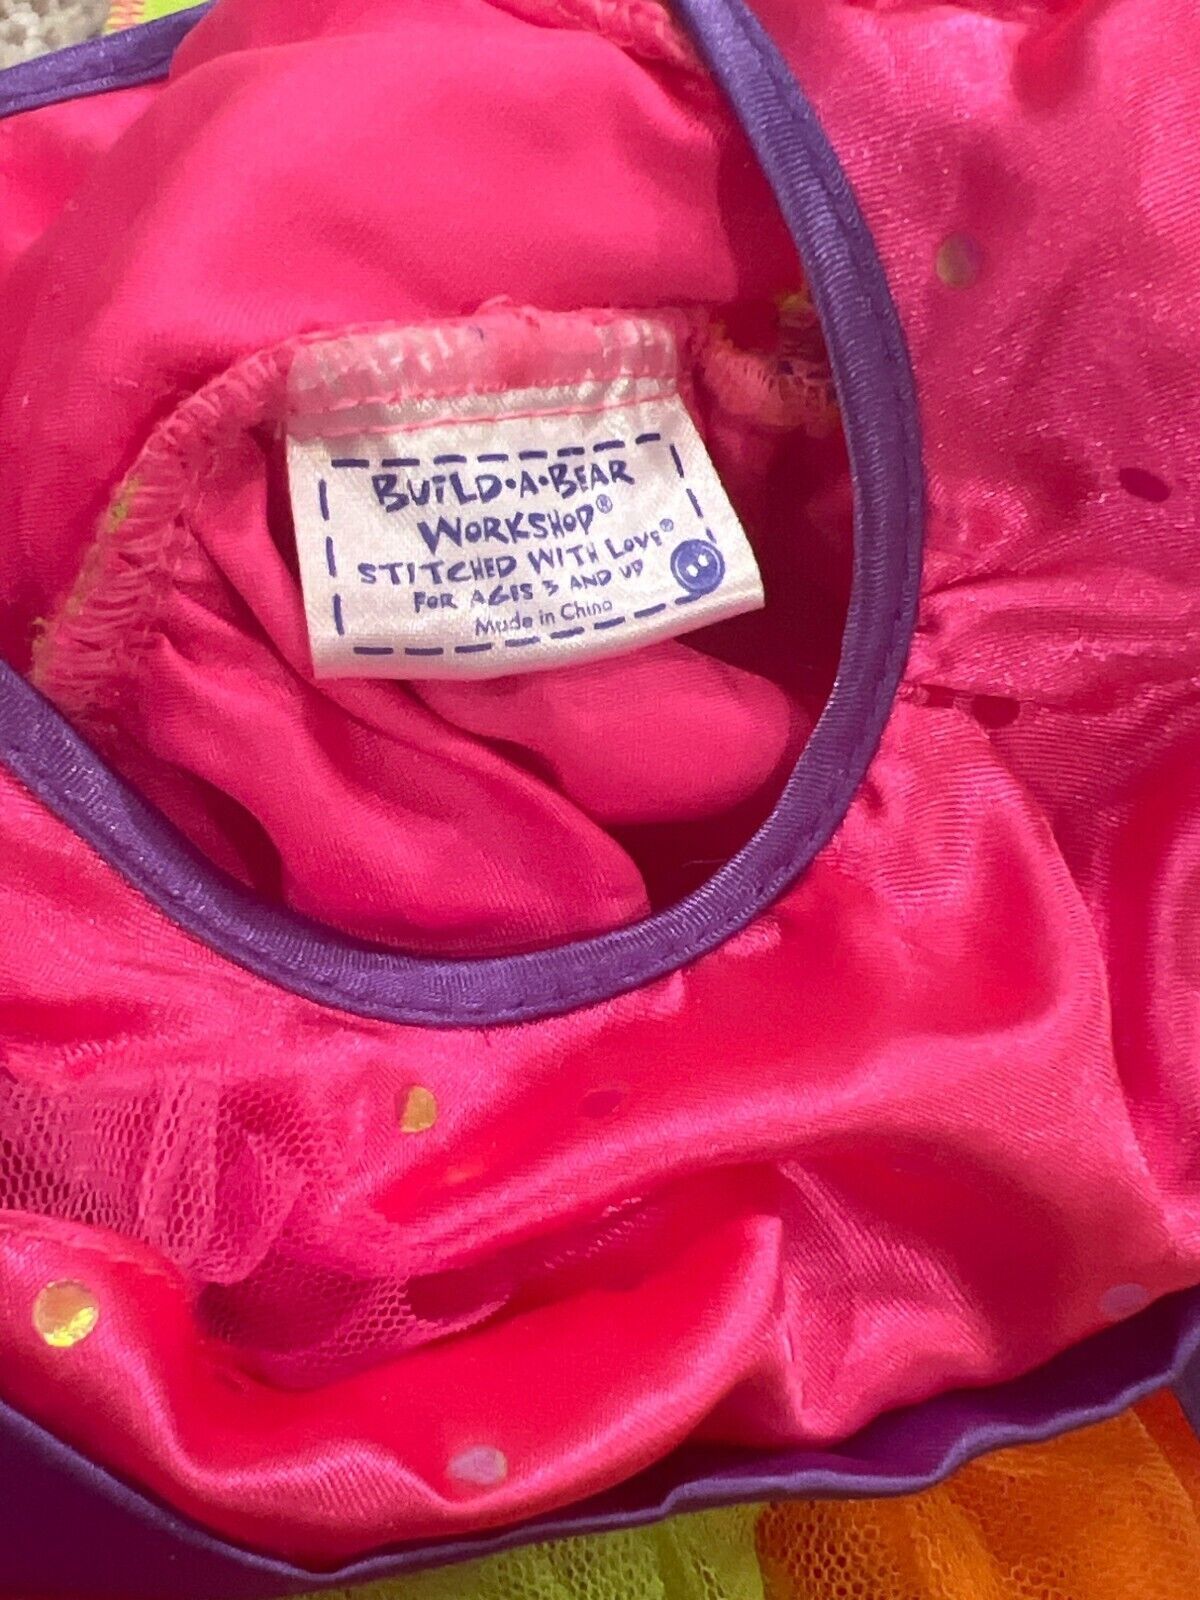 BUILD•A•BEAR
WORKSHOP®
STITCHED WITH LOVE®
FOR AGES 3 AND UP
Made in China